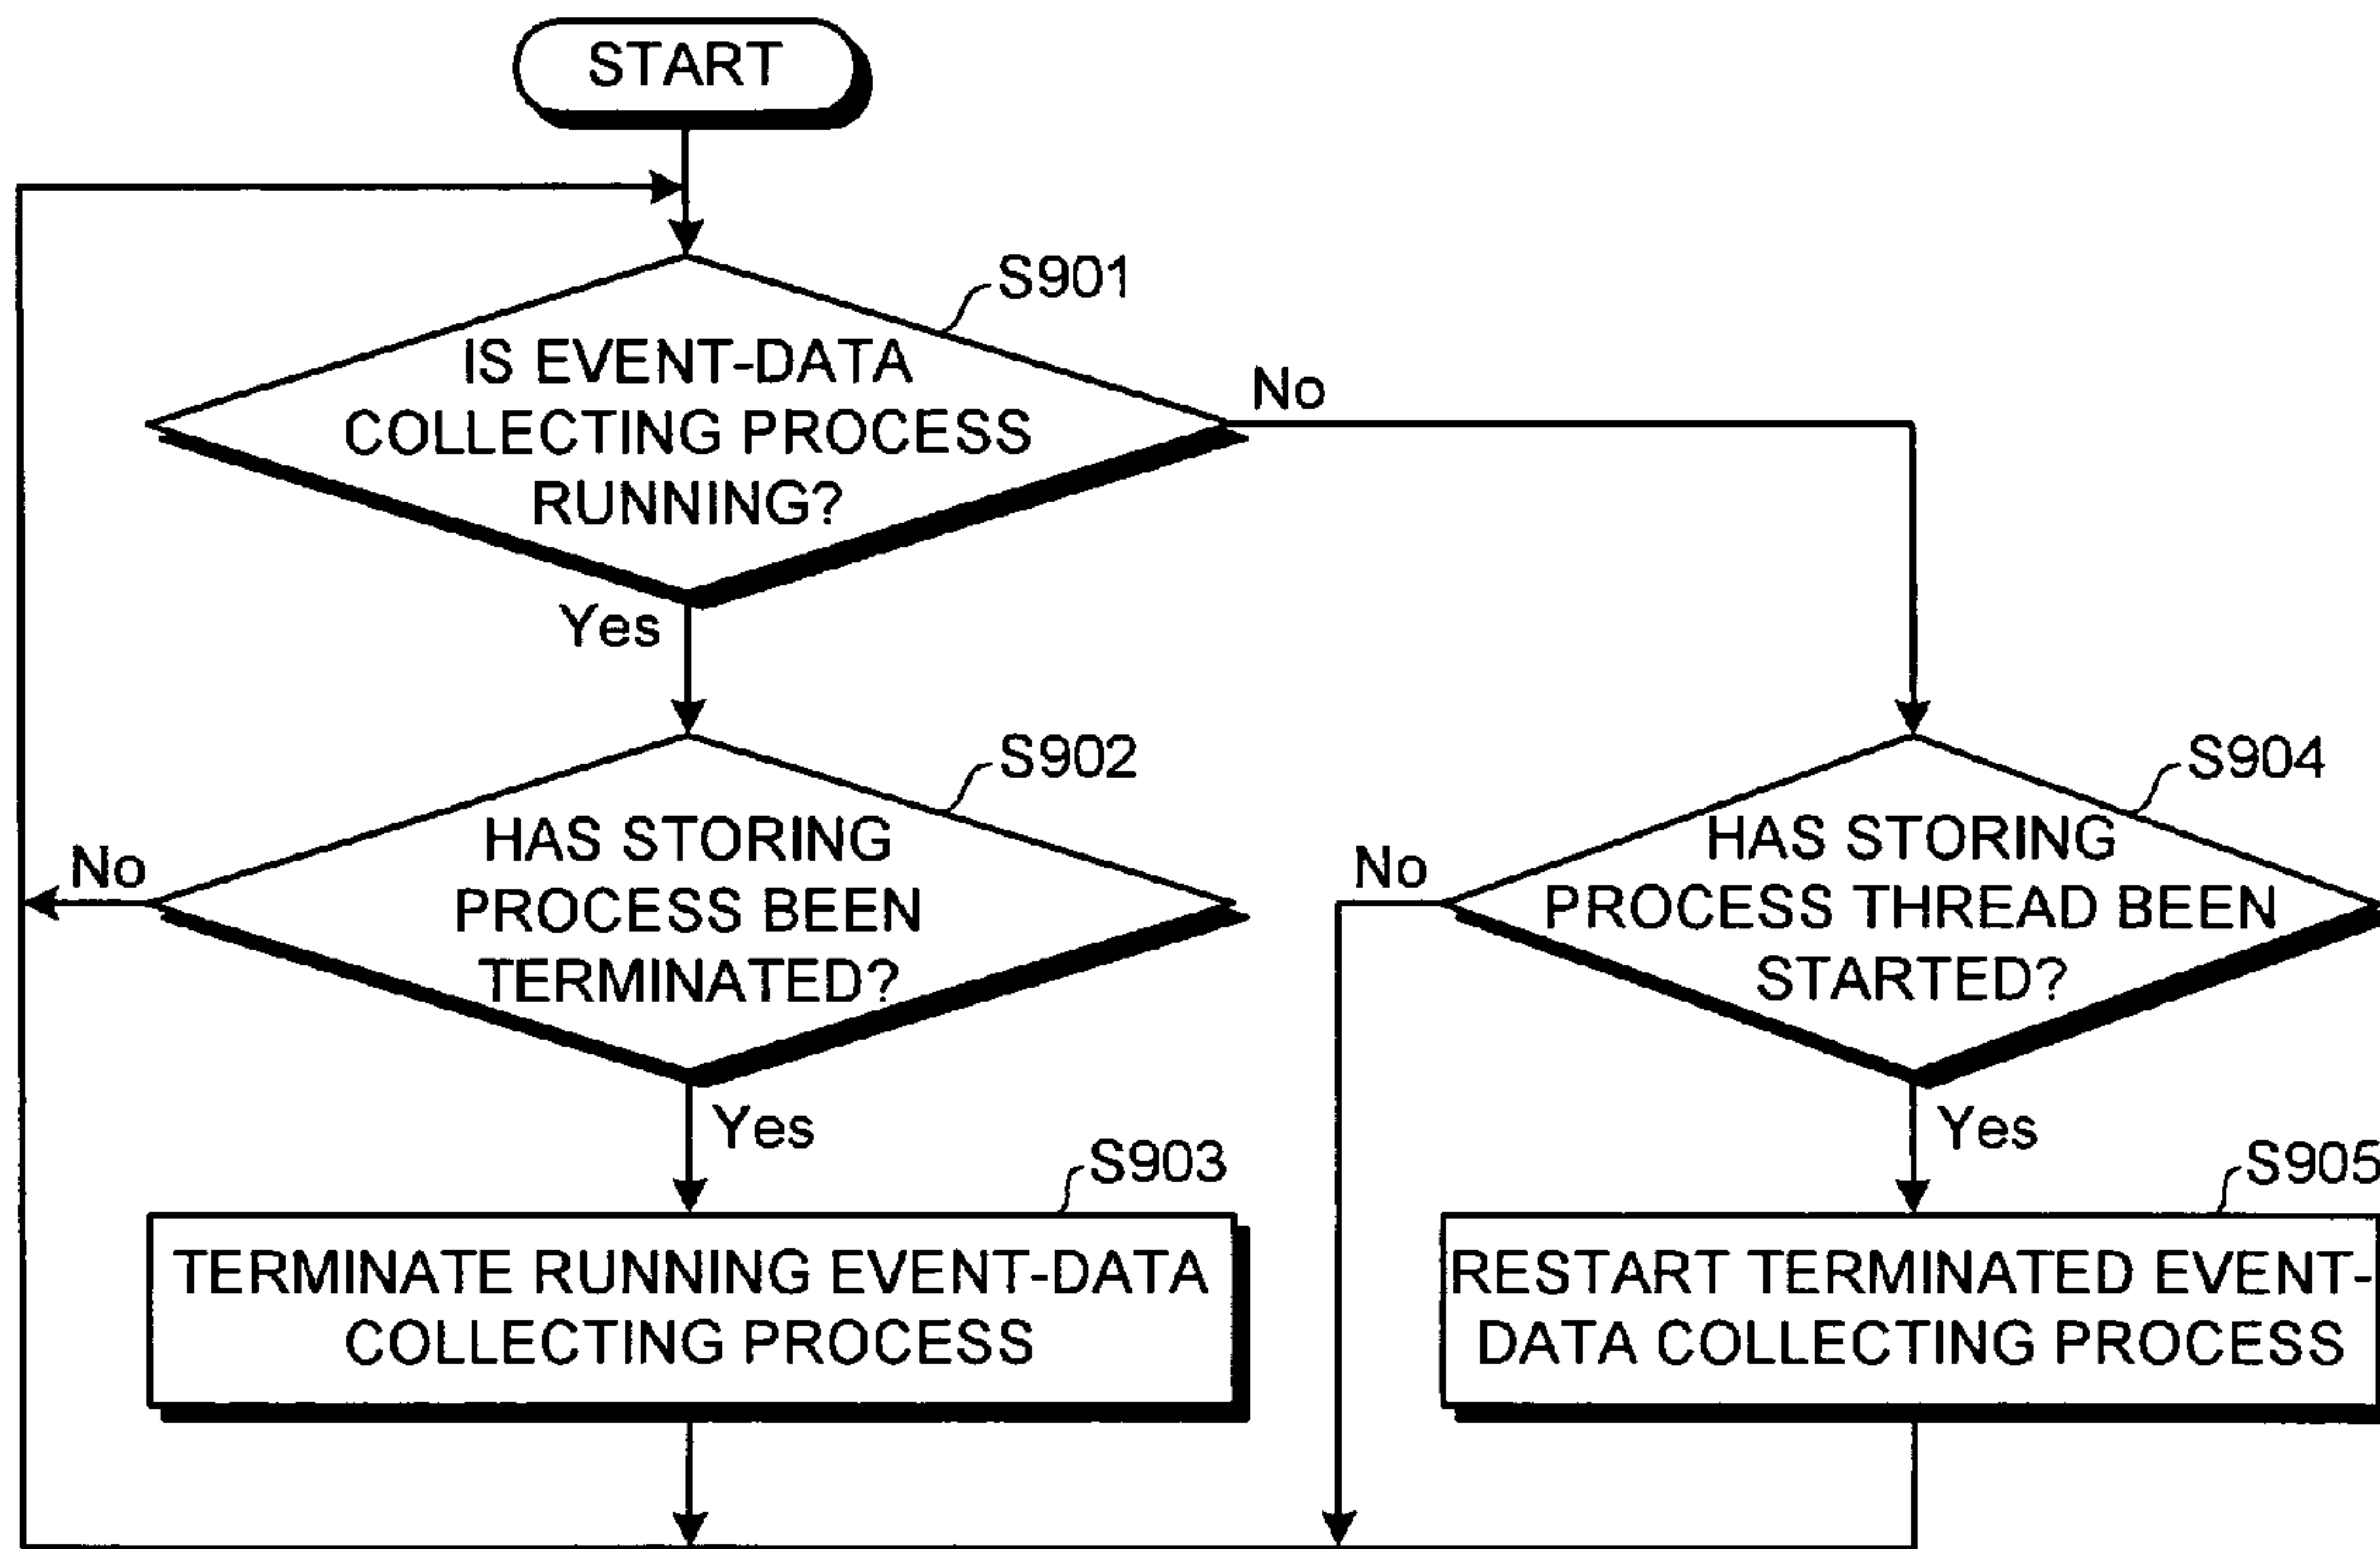 START
S901
IS EVENT-DATA
COLLECTING PROCESS
RUNNING?
No
Yes
S902
HAS STORING
PROCESS BEEN
TERMINATED?
No
Yes
S903
TERMINATE RUNNING EVENT-DATA
COLLECTING PROCESS
S904
HAS STORING
PROCESS THREAD BEEN
STARTED?
No
Yes
S905
RESTART TERMINATED EVENT-
DATA COLLECTING PROCESS